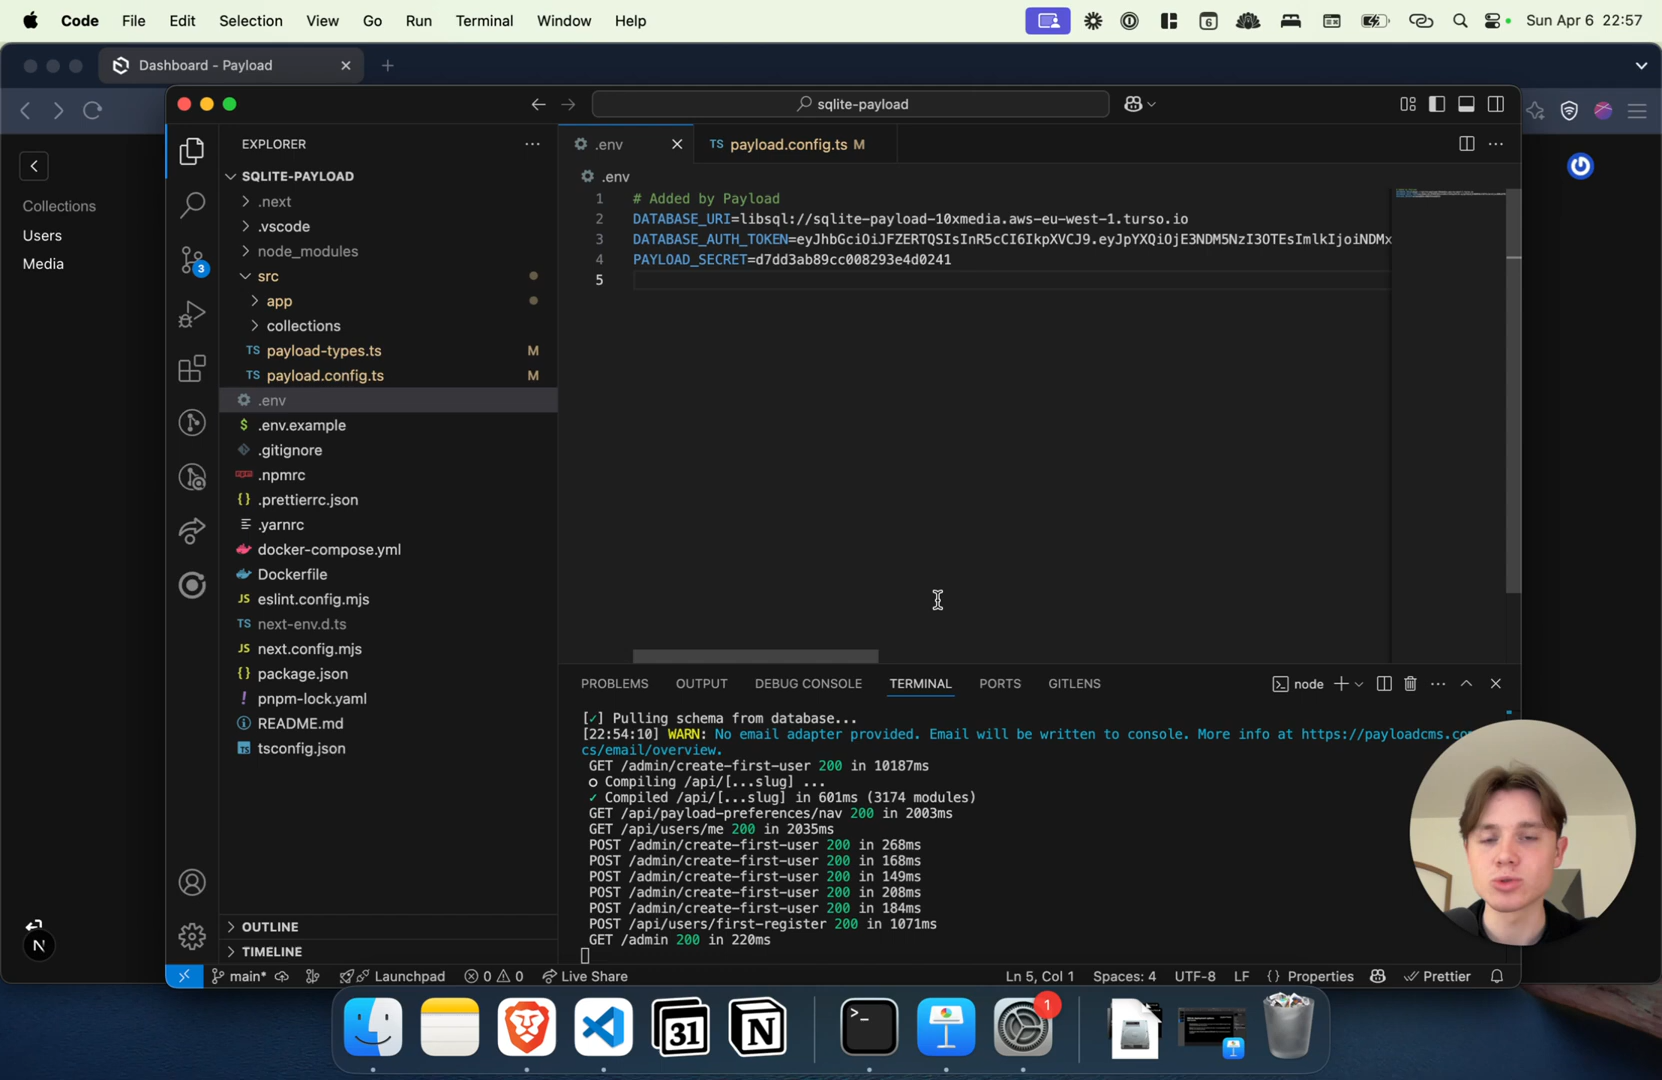 Code File Edit Selection View Go Run Terminal Window Help
6
Sun Apr 6 22:57
Dashboard - Payload
sqlite-payload
Collections
Users
Media
EXPLORER
SQLITE-PAYLOAD
.next
.vscode
node_modules
src
app
collections
TS payload-types.ts M
TS payload.config.ts M
.env
$ .env.example
.gitignore
.npmrc
{} .prettierrc.json
.yarnrc
docker-compose.yml
Dockerfile
JS eslint.config.mjs
TS next-env.d.ts
JS next.config.mjs
{} package.json
! pnpm-lock.yaml
README.md
TS tsconfig.json
OUTLINE
TIMELINE
3
.env
TS payload.config.ts M
.env
1 # Added by Payload
2 DATABASE_URI=libsql://sqlite-payload-10xmedia.aws-eu-west-1.turso.io
3 DATABASE_AUTH_TOKEN=eyJhbGciOiJFZERTQSIsInR5cCI6IkpXVCJ9.eyJpYXQiOjE3NDM5NzI3OTEsImlkIjoiNDMx
4 PAYLOAD_SECRET=d7dd3ab89cc008293e4d0241
5
PROBLEMS OUTPUT DEBUG CONSOLE TERMINAL PORTS GITLENS
node
[✓] Pulling schema from database...
[22:54:10] WARN: No email adapter provided. Email will be written to console. More info at https://payloadcms.co
cs/email/overview.
GET /admin/create-first-user 200 in 10187ms
○ Compiling /api/[...slug] ...
✓ Compiled /api/[...slug] in 601ms (3174 modules)
GET /api/payload-preferences/nav 200 in 2003ms
GET /api/users/me 200 in 2035ms
POST /admin/create-first-user 200 in 268ms
POST /admin/create-first-user 200 in 168ms
POST /admin/create-first-user 200 in 149ms
POST /admin/create-first-user 200 in 208ms
POST /admin/create-first-user 200 in 184ms
POST /api/users/first-register 200 in 1071ms
GET /admin 200 in 220ms
N
main* Launchpad 0 0 Live Share
Ln 5, Col 1 Spaces: 4 UTF-8 LF {} Properties Prettier
31
N
>_
1